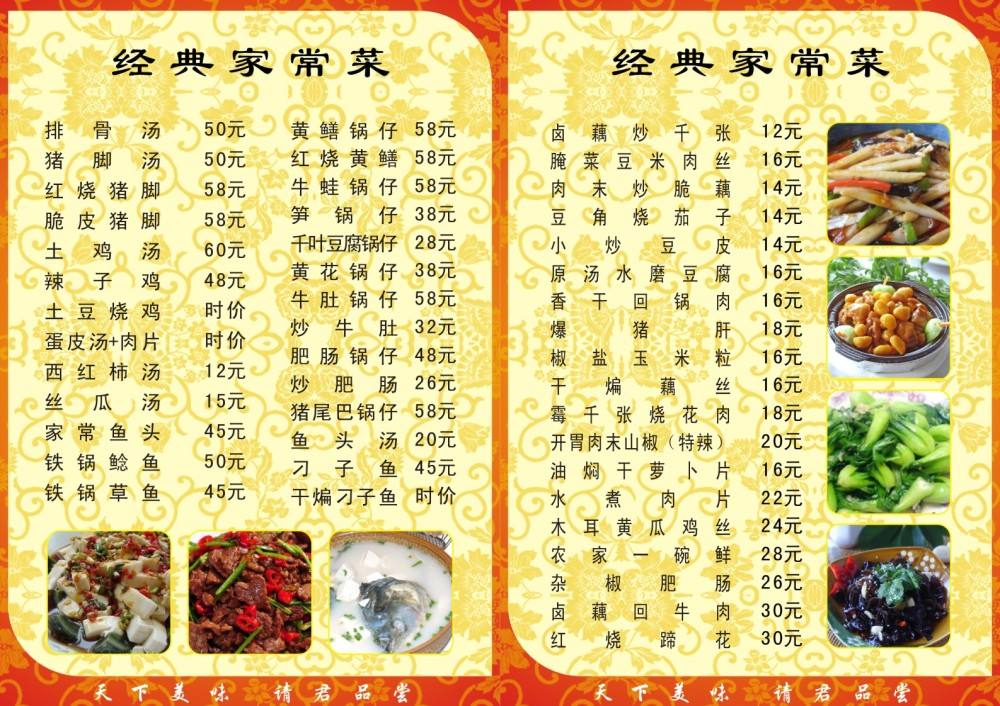 经典家常菜
排骨汤 50元
猪脚汤 50元
红烧猪脚 58元
脆皮猪脚 58元
土鸡汤 60元
辣子鸡 48元
土豆烧鸡 时价
蛋皮汤+肉片 时价
西红柿汤 12元
丝瓜汤 15元
家常鱼头 45元
铁锅鲶鱼 50元
铁锅草鱼 45元
黄鳝锅仔 58元
红烧黄鳝 58元
牛蛙锅仔 58元
笋锅仔 38元
千叶豆腐锅仔 28元
黄花锅仔 38元
牛肚锅仔 58元
炒牛肚 32元
肥肠锅仔 48元
炒肥肠 26元
猪尾巴锅仔 58元
鱼头汤 20元
刁子鱼 45元
干煸刁子鱼 时价
天下美味 请君品尝
经典家常菜
卤藕炒千张 12元
腌菜豆米肉丝 16元
肉末炒脆藕 14元
豆角烧茄子 14元
小炒豆皮 14元
原汤水磨豆腐 16元
香干回锅肉 16元
爆猪肝 18元
椒盐玉米粒 16元
干煸藕丝 16元
霉千张烧花肉 18元
开胃肉末山椒（特辣） 20元
油焖干萝卜片 16元
水煮肉片 22元
木耳黄瓜鸡丝 24元
农家一碗鲜 28元
杂椒肥肠 26元
卤藕回牛肉 30元
红烧蹄花 30元
天下美味 请君品尝